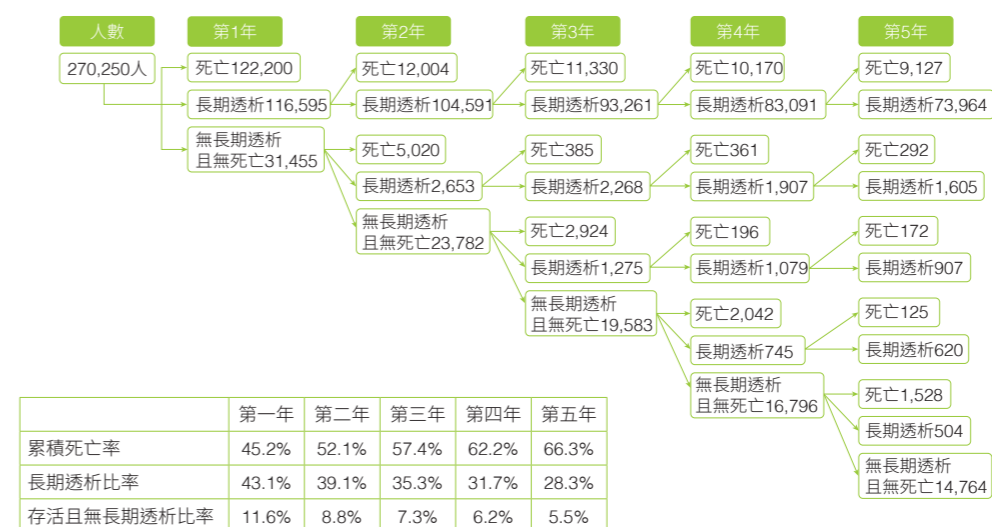 人數 第1年 第2年 第3年 第4年 第5年
270,250人 死亡122,200 死亡12,004 死亡11,330 死亡10,170 死亡9,127
長期透析116,595 長期透析104,591 長期透析93,261 長期透析83,091 長期透析73,964
無長期透析
且無死亡31,455
死亡5,020 死亡385 死亡361 死亡292
長期透析2,653 長期透析2,268 長期透析1,907 長期透析1,605
無長期透析
且無死亡23,782
死亡2,924 死亡196 死亡172
長期透析1,275 長期透析1,079 長期透析907
無長期透析
且無死亡19,583
死亡2,042 死亡125
長期透析745 長期透析620
無長期透析
且無死亡16,796
死亡1,528
長期透析504
無長期透析
且無死亡14,764
第一年 第二年 第三年 第四年 第五年
累積死亡率 45.2% 52.1% 57.4% 62.2% 66.3%
長期透析比率 43.1% 39.1% 35.3% 31.7% 28.3%
存活且無長期透析比率 11.6% 8.8% 7.3% 6.2% 5.5%